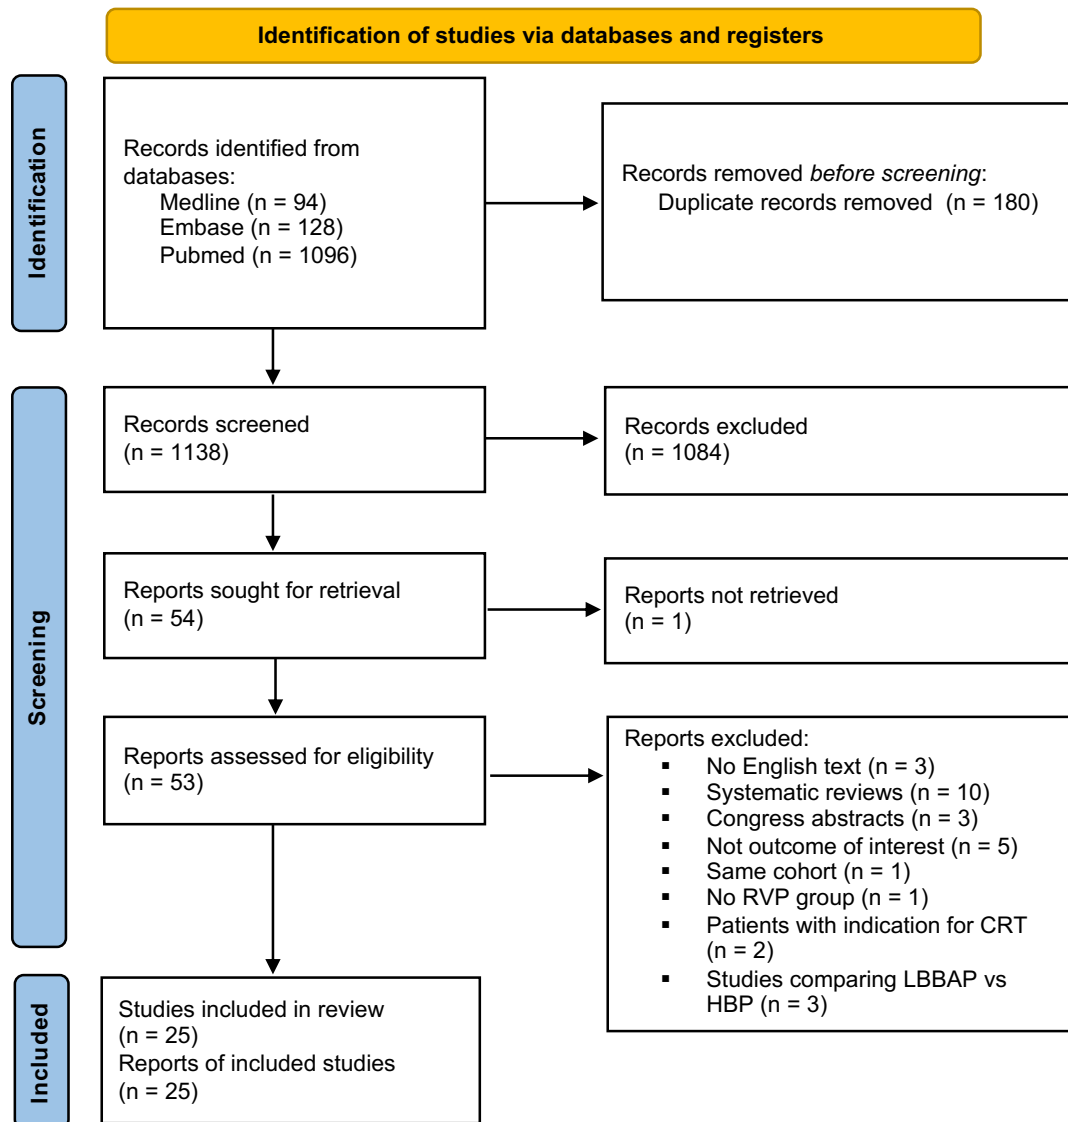 Identification of studies via databases and registers
Identification
Records identified from
databases:
Medline (n = 94)
Embase (n = 128)
Pubmed (n = 1096)
Records removed before screening:
Duplicate records removed (n = 180)
Screening
Records screened
(n = 1138)
Records excluded
(n = 1084)
Reports sought for retrieval
(n = 54)
Reports not retrieved
(n = 1)
Reports assessed for eligibility
(n = 53)
Reports excluded:
▪ No English text (n = 3)
▪ Systematic reviews (n = 10)
▪ Congress abstracts (n = 3)
▪ Not outcome of interest (n = 5)
▪ Same cohort (n = 1)
▪ No RVP group (n = 1)
▪ Patients with indication for CRT
(n = 2)
▪ Studies comparing LBBAP vs
HBP (n = 3)
Included
Studies included in review
(n = 25)
Reports of included studies
(n = 25)